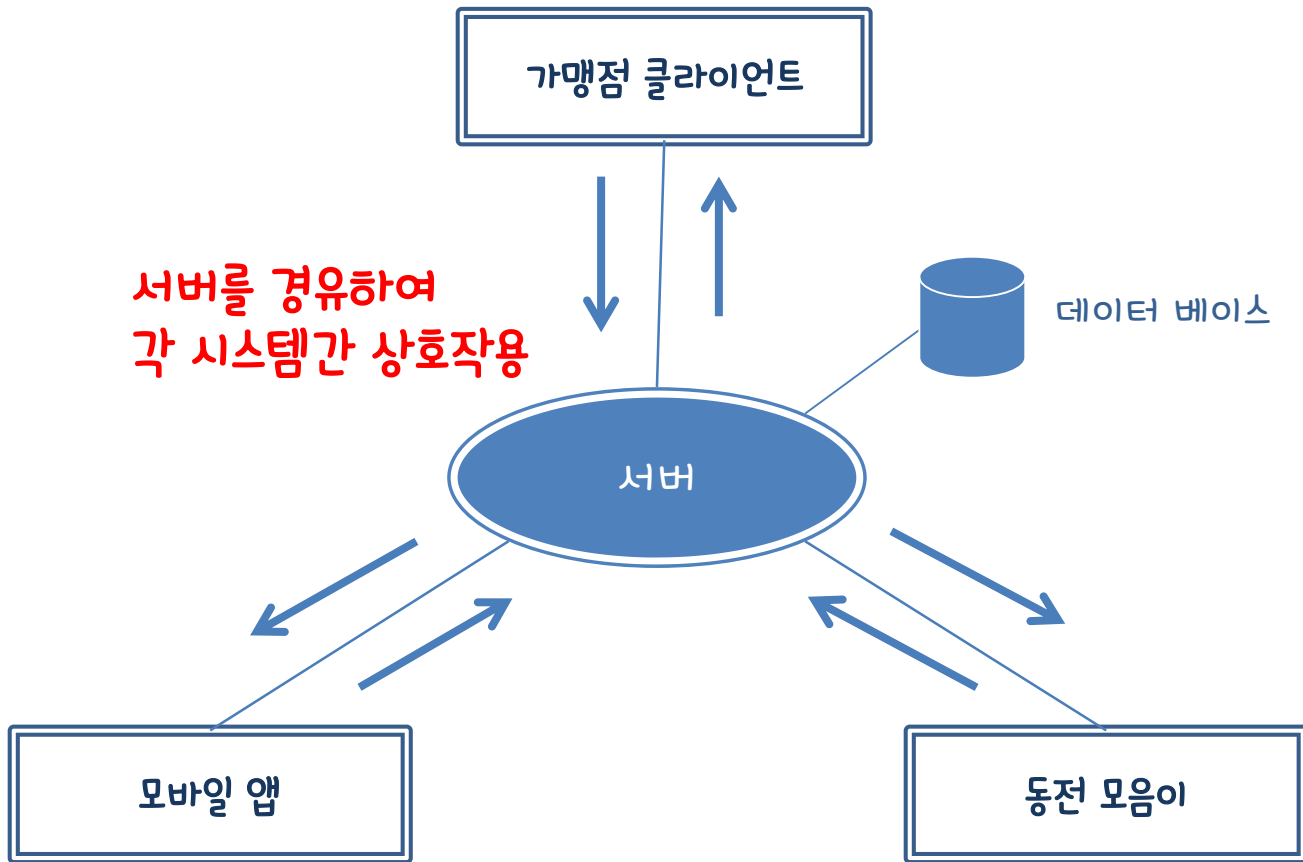 가맹점 클라이언트
서버를 경유하여
각 시스템간 상호작용
데이터 베이스
서버
모바일 앱
동전 모음이